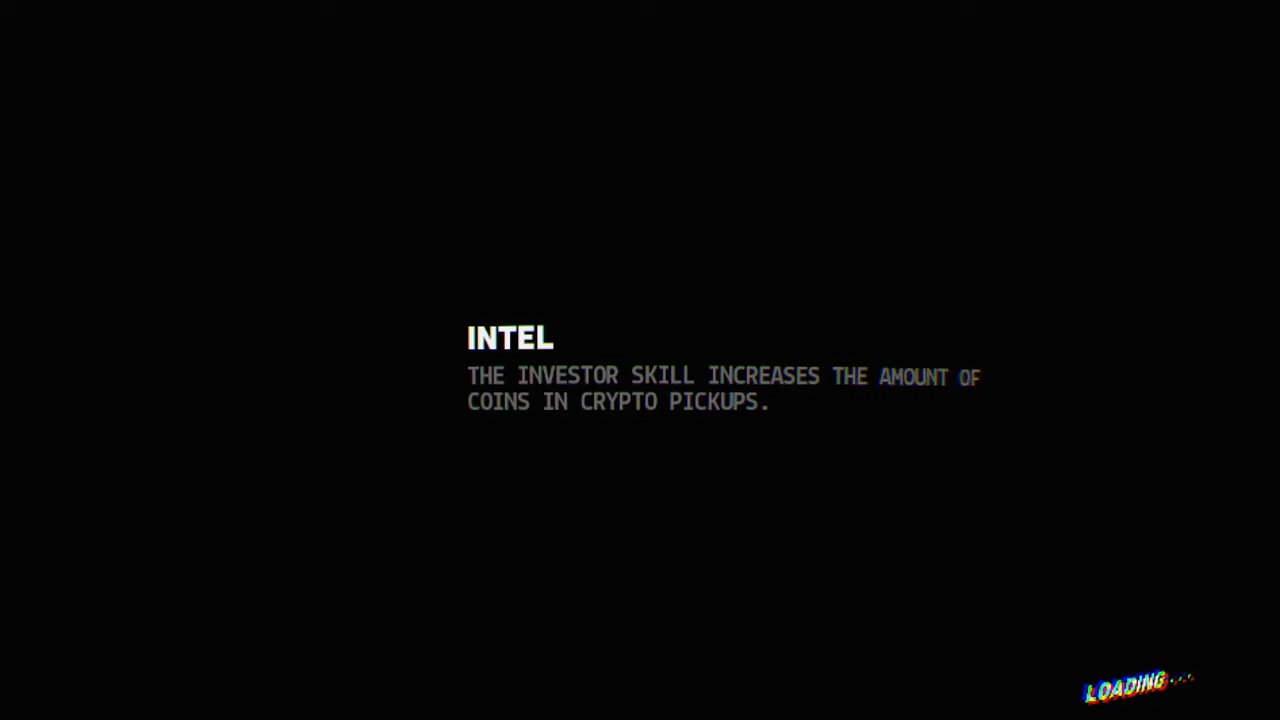 INTEL
THE INVESTOR SKILL INCREASES THE AMOUNT OF
COINS IN CRYPTO PICKUPS.
LOADING...